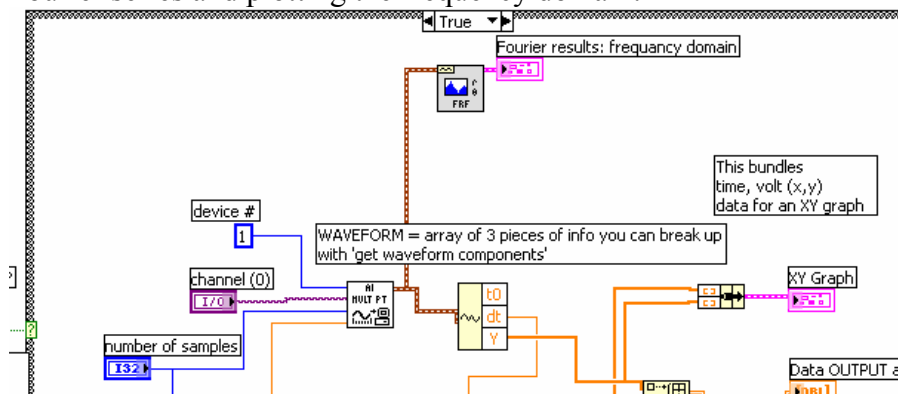 True
Fourier results: frequancy domain
FRF
This bundles
time, volt (x,y)
data for an XY graph
device #
1
WAVEFORM = array of 3 pieces of info you can break up
with 'get waveform components'
channel (0)
I/O
AI
MULT PT
t0
dt
Y
XY Graph
?
number of samples
I32
Data OUTPUT a